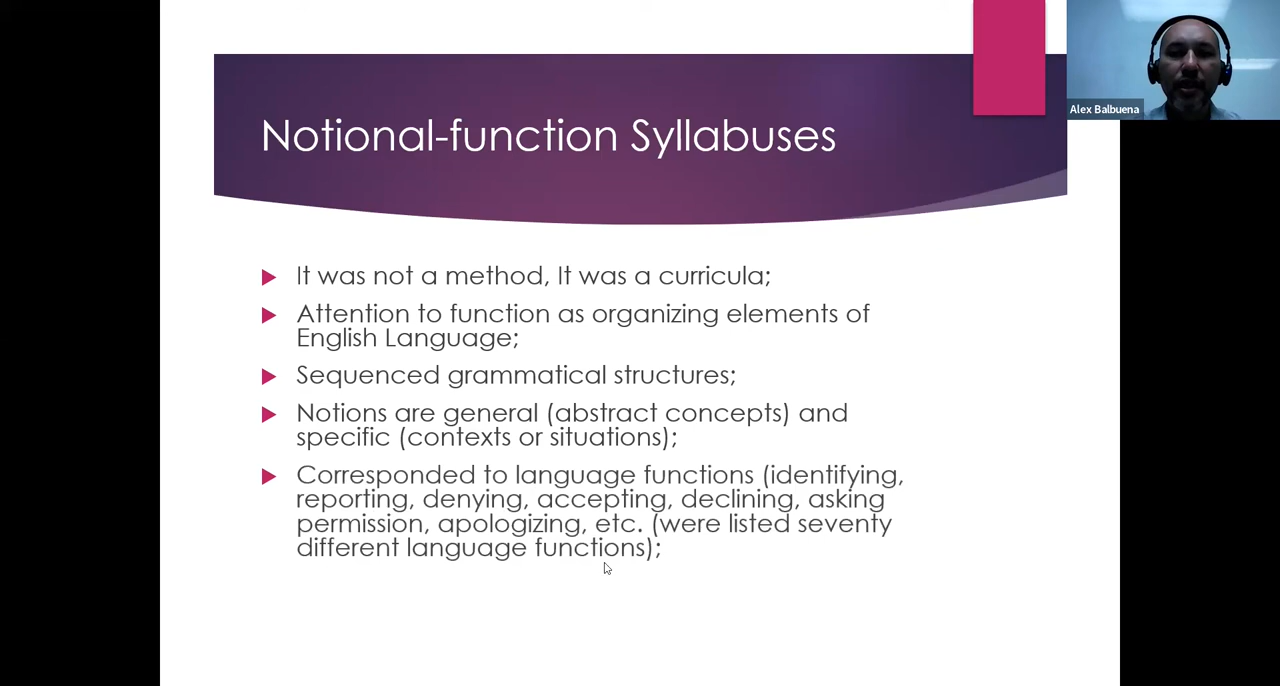 Notional-function Syllabuses
Alex Balbuena
It was not a method, It was a curricula;
Attention to function as organizing elements of
English Language;
Sequenced grammatical structures;
Notions are general (abstract concepts) and
specific (contexts or situations);
Corresponded to language functions (identifying,
reporting, denying, accepting, declining, asking
permission, apologizing, etc. (were listed seventy
different language functions);